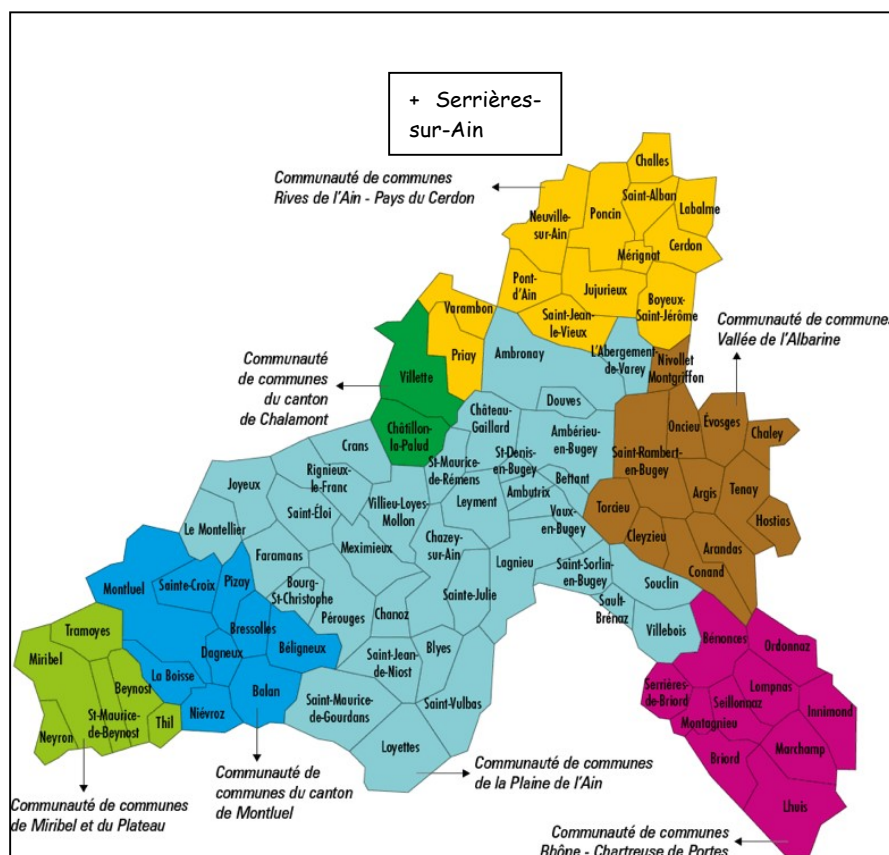 + Serrières-
sur-Ain
Communauté de communes
Rives de l'Ain - Pays du Cerdon
Challes
Saint-Alban
Labalme
Neuville-
sur-Ain
Poncin
Cerdon
Mérignat
Pont-
d'Ain
Jujurieux
Boyeux-
Saint-Jérôme
Varambon
Saint-Jean-
le-Vieux
Priay
Communauté de communes
Vallée de l'Albarine
Communauté
de communes
du canton
de Chalamont
Villette
Châtillon-
la-Palud
Ambronay
L'Abergement-
de-Varey
Nivollet
Montgriffon
Douves
Château-
Gaillard
Oncieu
Évosges
Chaley
Ambérieu-
en-Bugey
Saint-Rambert-
en-Bugey
Crans
St-Maurice-
de-Rémens
St-Denis-
en-Bugey
Bettant
Argis
Tenay
Joyeux
Rignieux-
le-Franc
Villieu-Loyes-
Mollon
Leyment
Ambutrix
Vaux-
en-Bugey
Torcieu
Hostias
Saint-Éloi
Le Montellier
Meximieux
Chazey-
sur-Ain
Cleyzieu
Arandas
Conand
Faramans
Lagnieu
Saint-Sorlin-
en-Bugey
Souclin
Montluel
Sainte-Croix
Pizay
Bourg-
St-Christophe
Pérouges
Chanoz
Sainte-Julie
Sault-
Brénaz
Villebois
Tramoyes
Bressolles
Béligneux
Bénonces
Ordonnaz
Miribel
Dagneux
Saint-Jean-
de-Niost
Blyes
Beynost
La Boisse
Balan
Serrières-
de-Briord
Seillonnaz
Lompnas
Innimond
St-Maurice-
de-Beynost
Thil
Niévroz
Saint-Maurice-
de-Gourdans
Saint-Vulbas
Montagnieu
Neyron
Loyettes
Briord
Marchamp
Lhuis
Communauté de communes
de Miribel et du Plateau
Communauté de
communes du canton
de Montluel
Communauté de communes
de la Plaine de l'Ain
Communauté de communes
Rhône - Chartreuse de Portes